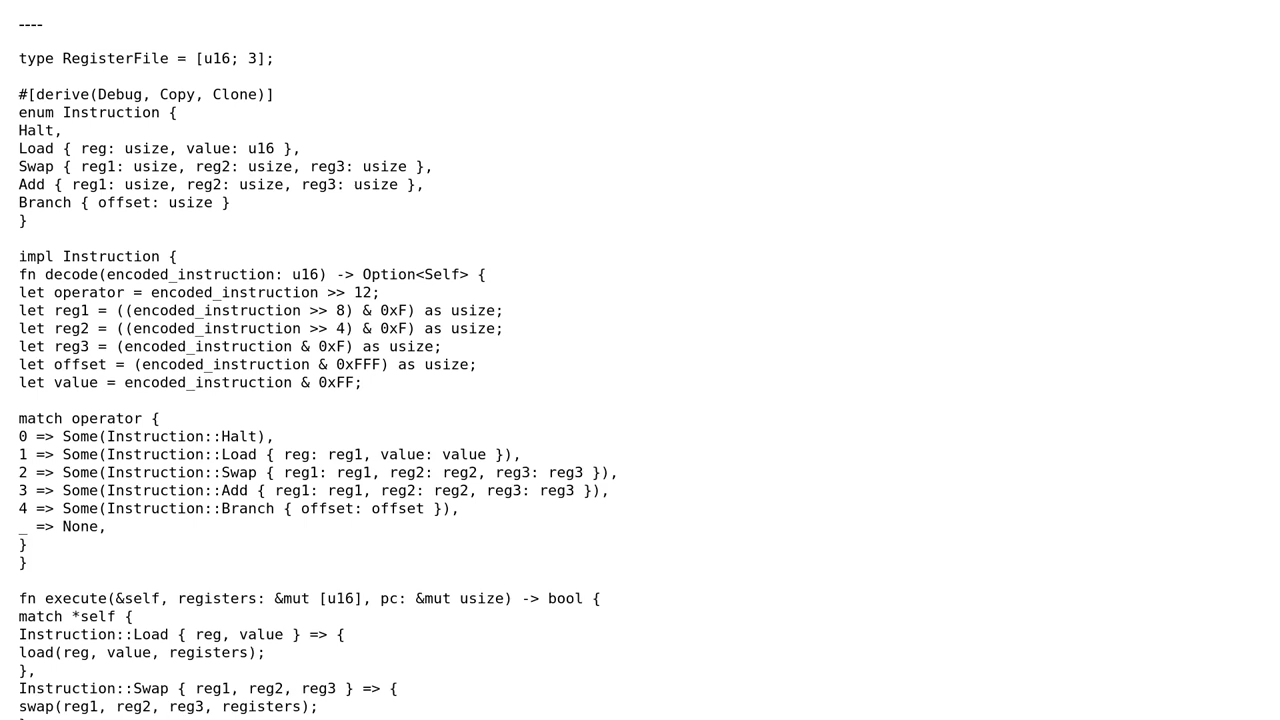 ----
type RegisterFile = [u16; 3];
#[derive(Debug, Copy, Clone)]
enum Instruction {
Halt,
Load { reg: usize, value: u16 },
Swap { reg1: usize, reg2: usize, reg3: usize },
Add { reg1: usize, reg2: usize, reg3: usize },
Branch { offset: usize }
}
impl Instruction {
fn decode(encoded_instruction: u16) -> Option<Self> {
let operator = encoded_instruction >> 12;
let reg1 = ((encoded_instruction >> 8) & 0xF) as usize;
let reg2 = ((encoded_instruction >> 4) & 0xF) as usize;
let reg3 = (encoded_instruction & 0xF) as usize;
let offset = (encoded_instruction & 0xFFF) as usize;
let value = encoded_instruction & 0xFF;
match operator {
0 => Some(Instruction::Halt),
1 => Some(Instruction::Load { reg: reg1, value: value }),
2 => Some(Instruction::Swap { reg1: reg1, reg2: reg2, reg3: reg3 }),
3 => Some(Instruction::Add { reg1: reg1, reg2: reg2, reg3: reg3 }),
4 => Some(Instruction::Branch { offset: offset }),
_ => None,
}
}
fn execute(&self, registers: &mut [u16], pc: &mut usize) -> bool {
match *self {
Instruction::Load { reg, value } => {
load(reg, value, registers);
},
Instruction::Swap { reg1, reg2, reg3 } => {
swap(reg1, reg2, reg3, registers);